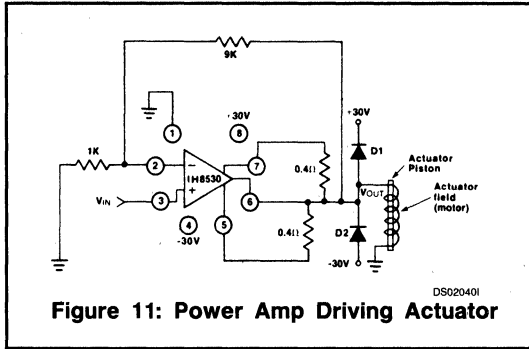 9K
+30V
8
1
+30V
1K
D1
Actuator
Piston
2
−
7
0.4Ω
IH8530
Actuator
field
(motor)
VIN
3
+
6
VOUT
4
-30V
5
0.4Ω
D2
-30V
DS02040I
Figure 11: Power Amp Driving Actuator